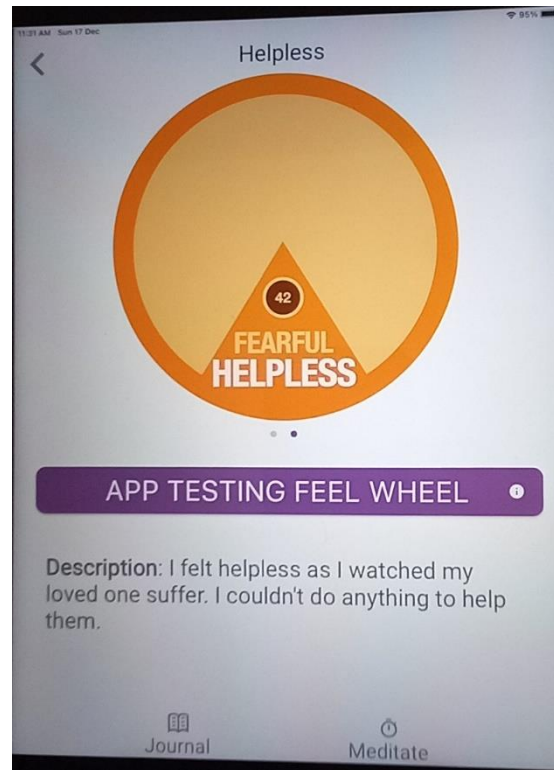 11:31 AM Sun 17 Dec
95%
Helpless
42
FEARFUL
HELPLESS
APP TESTING FEEL WHEEL
Description: I felt helpless as I watched my
loved one suffer. I couldn't do anything to help
them.
Journal
Meditate